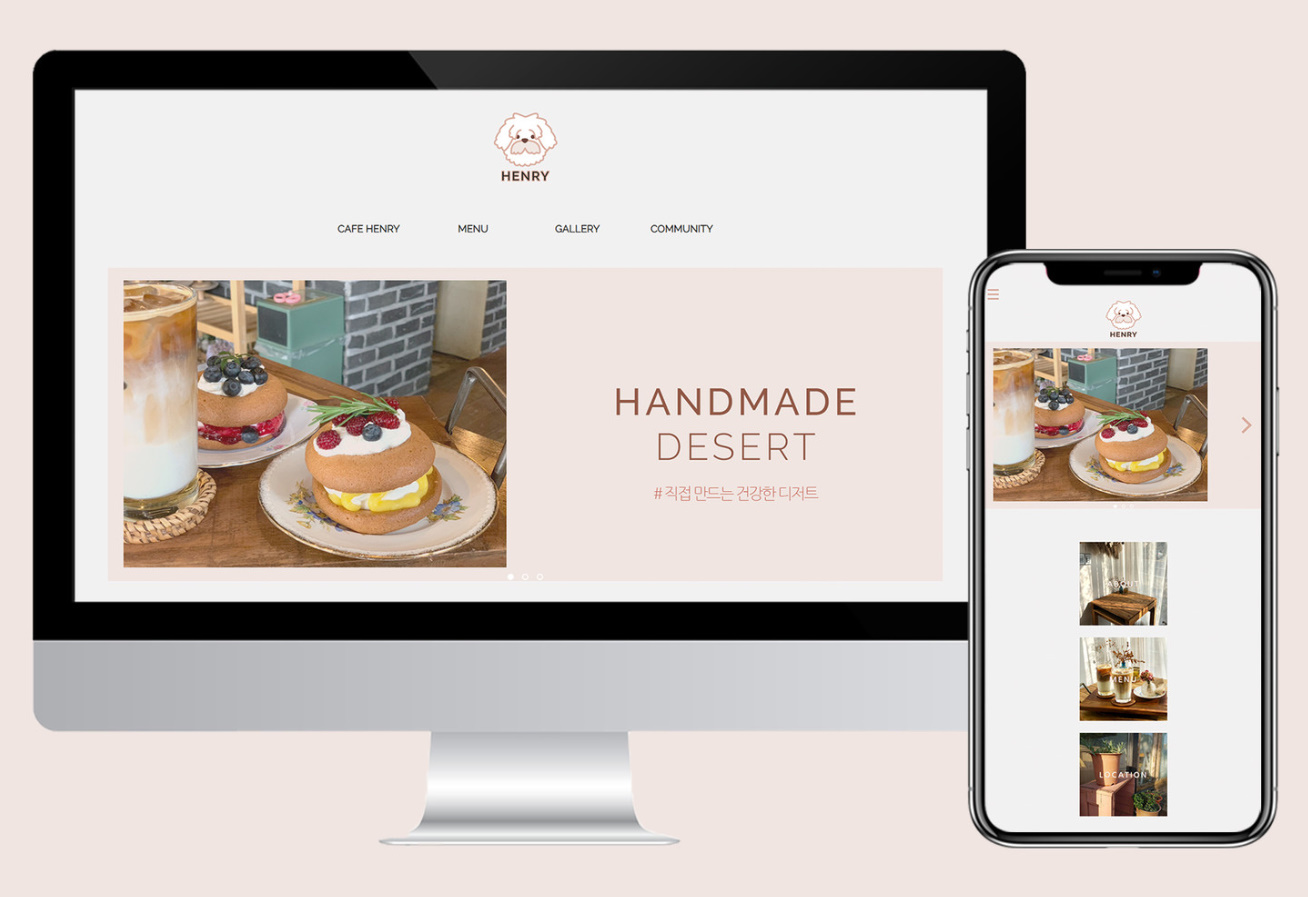 HENRY
CAFE HENRY MENU GALLERY COMMUNITY
HANDMADE
DESERT
# 직접 만드는 건강한 디저트
HENRY
ABOUT
MENU
LOCATION